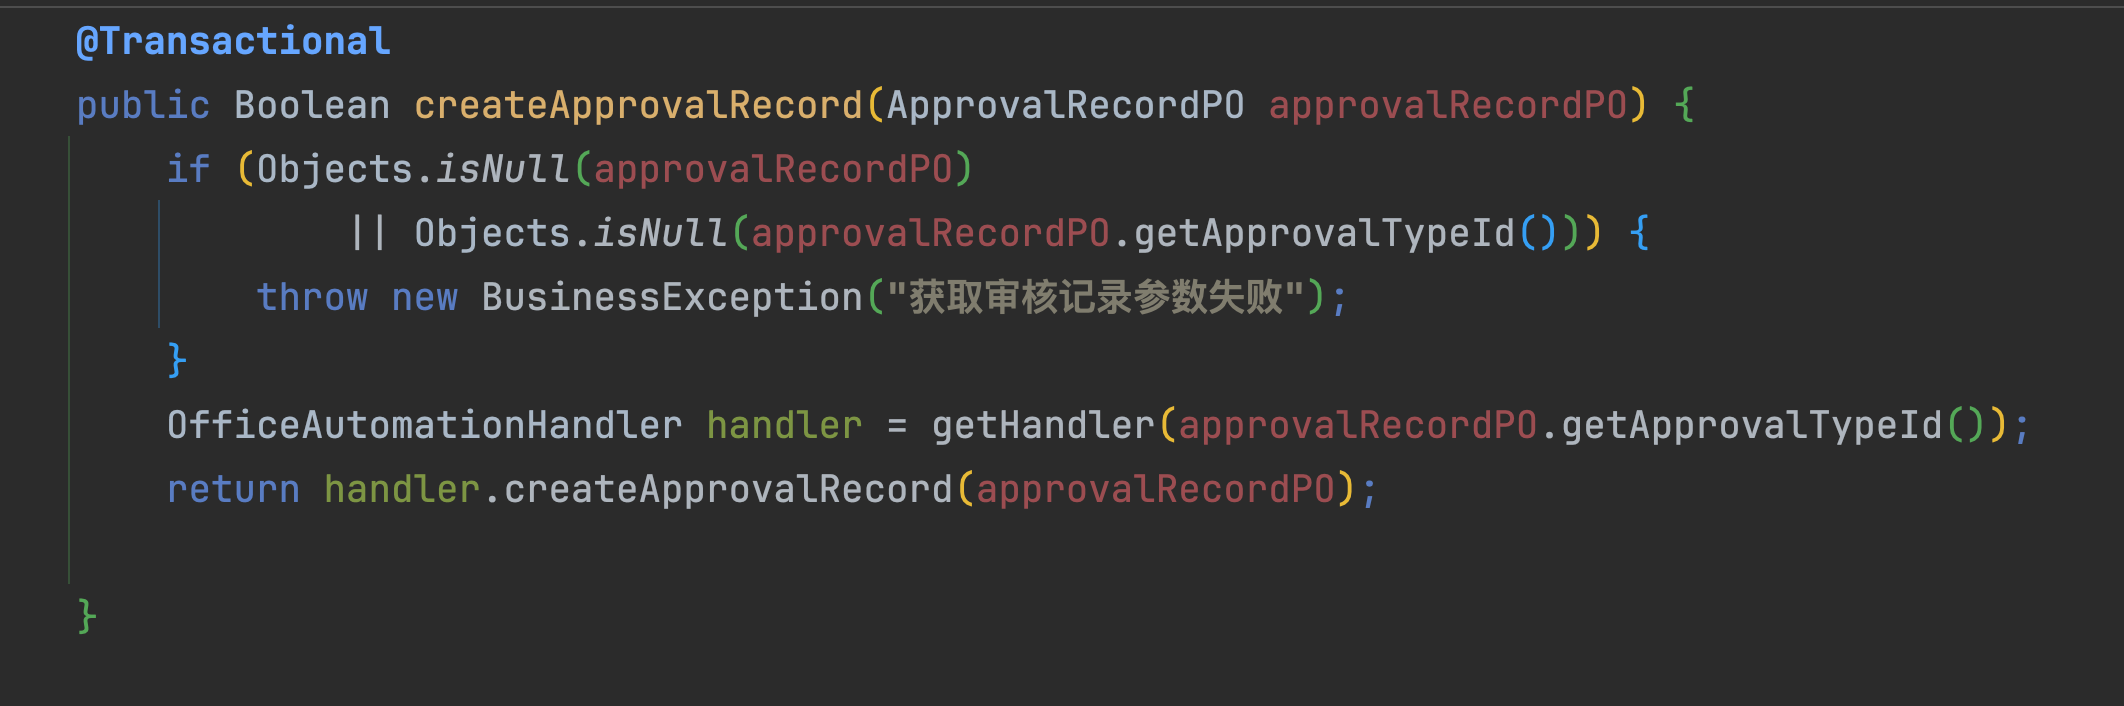 @Transactional
public Boolean createApprovalRecord(ApprovalRecordPO approvalRecordPO) {
if (Objects.isNull(approvalRecordPO)
|| Objects.isNull(approvalRecordPO.getApprovalTypeId())) {
throw new BusinessException("获取审核记录参数失败");
}
OfficeAutomationHandler handler = getHandler(approvalRecordPO.getApprovalTypeId());
return handler.createApprovalRecord(approvalRecordPO);
}